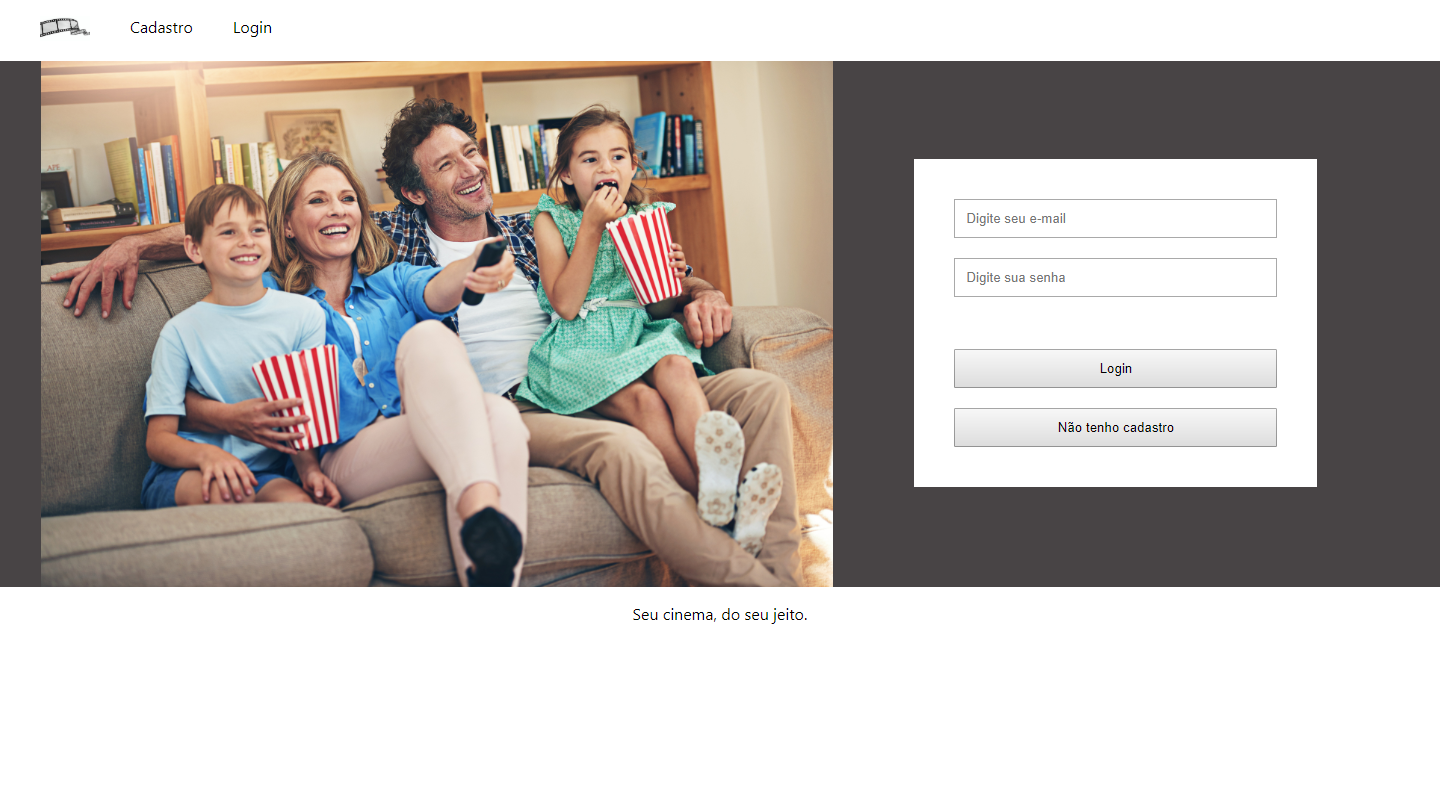 Cadastro
Login
Digite seu e-mail
Digite sua senha
Login
Não tenho cadastro
Seu cinema, do seu jeito.